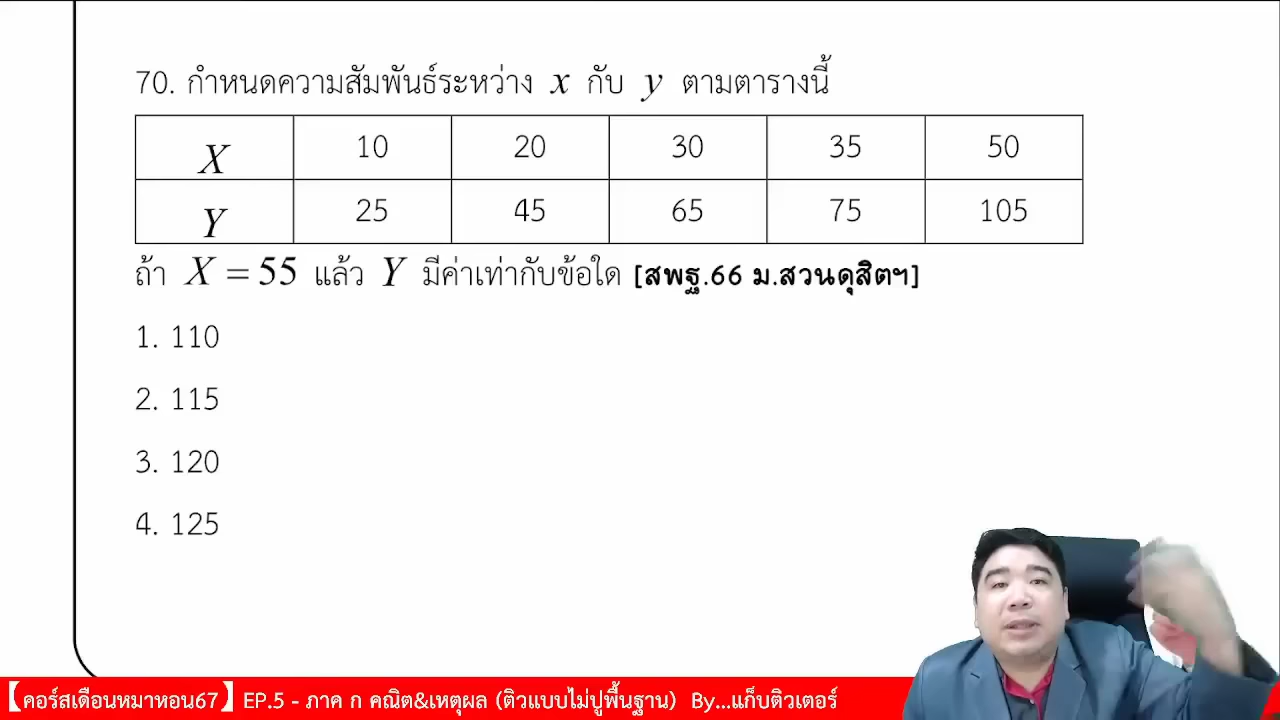 70. กำหนดความสัมพันธ์ระหว่าง x กับ y ตามตารางนี้
X 10 20 30 35 50
Y 25 45 65 75 105
ถ้า X = 55 แล้ว Y มีค่าเท่ากับข้อใด [สพฐ.66 ม.สวนดุสิตฯ]
1. 110
2. 115
3. 120
4. 125
【คอร์สเดือนหมาหอน67】EP.5 - ภาค ก คณิต&เหตุผล (ติวแบบไม่ปูพื้นฐาน) By...แก็บติวเตอร์